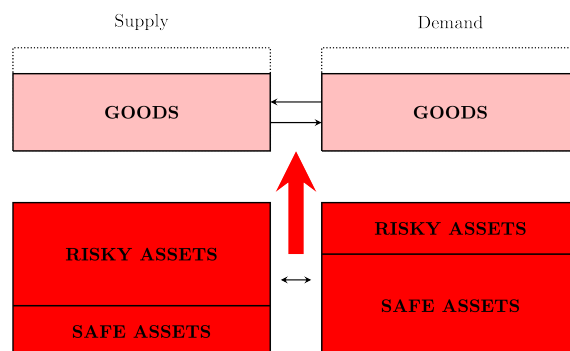 Supply
Demand
GOODS
GOODS
RISKY ASSETS
RISKY ASSETS
SAFE ASSETS
SAFE ASSETS